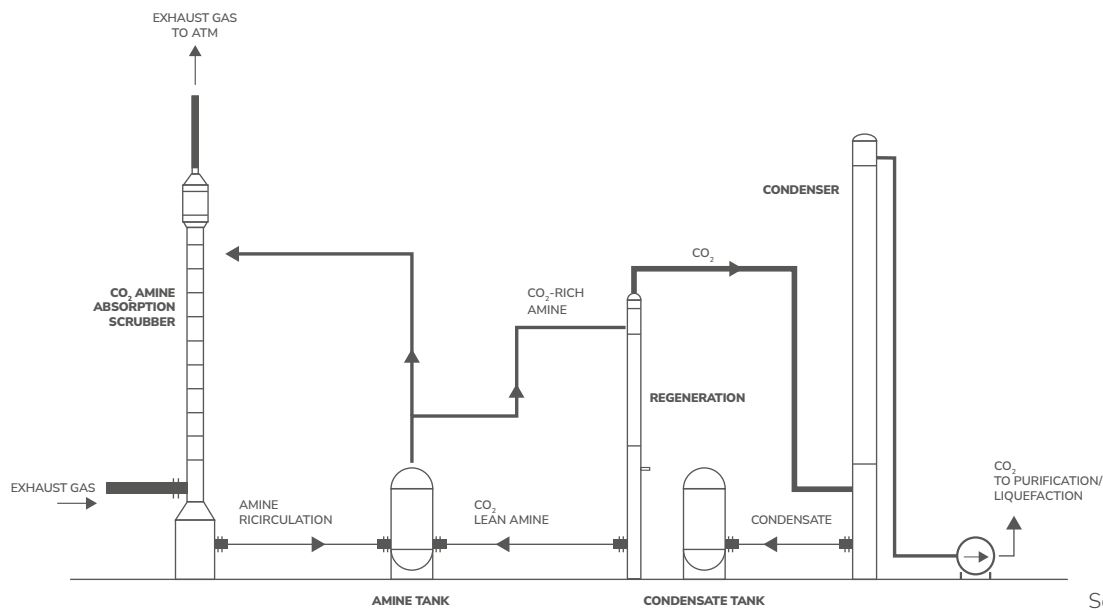 EXHAUST GAS
TO ATM
CONDENSER
CO₂
CO₂ AMINE
ABSORPTION
SCRUBBER
CO₂-RICH
AMINE
REGENERATION
EXHAUST GAS
AMINE
RICIRCULATION
CO₂
LEAN AMINE
CONDENSATE
CO₂
TO PURIFICATION/
LIQUEFACTION
AMINE TANK
CONDENSATE TANK